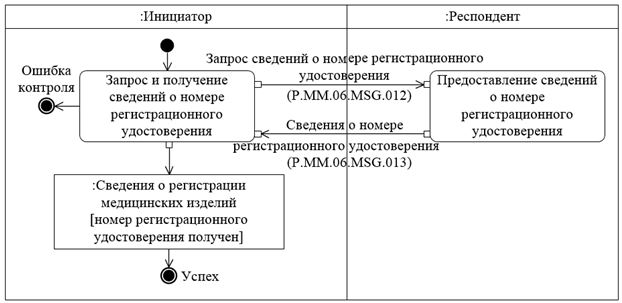 :Инициатор
:Респондент
Ошибка
контроля
Запрос и получение
сведений о номере
регистрационного
удостоверения
Запрос сведений о номере регистрационного
удостоверения
(P.MM.06.MSG.012)
Предоставление сведений
о номере
регистрационного
удостоверения
Сведения о номере
регистрационного удостоверения
(P.MM.06.MSG.013)
:Сведения о регистрации
медицинских изделий
[номер регистрационного
удостоверения получен]
Успех